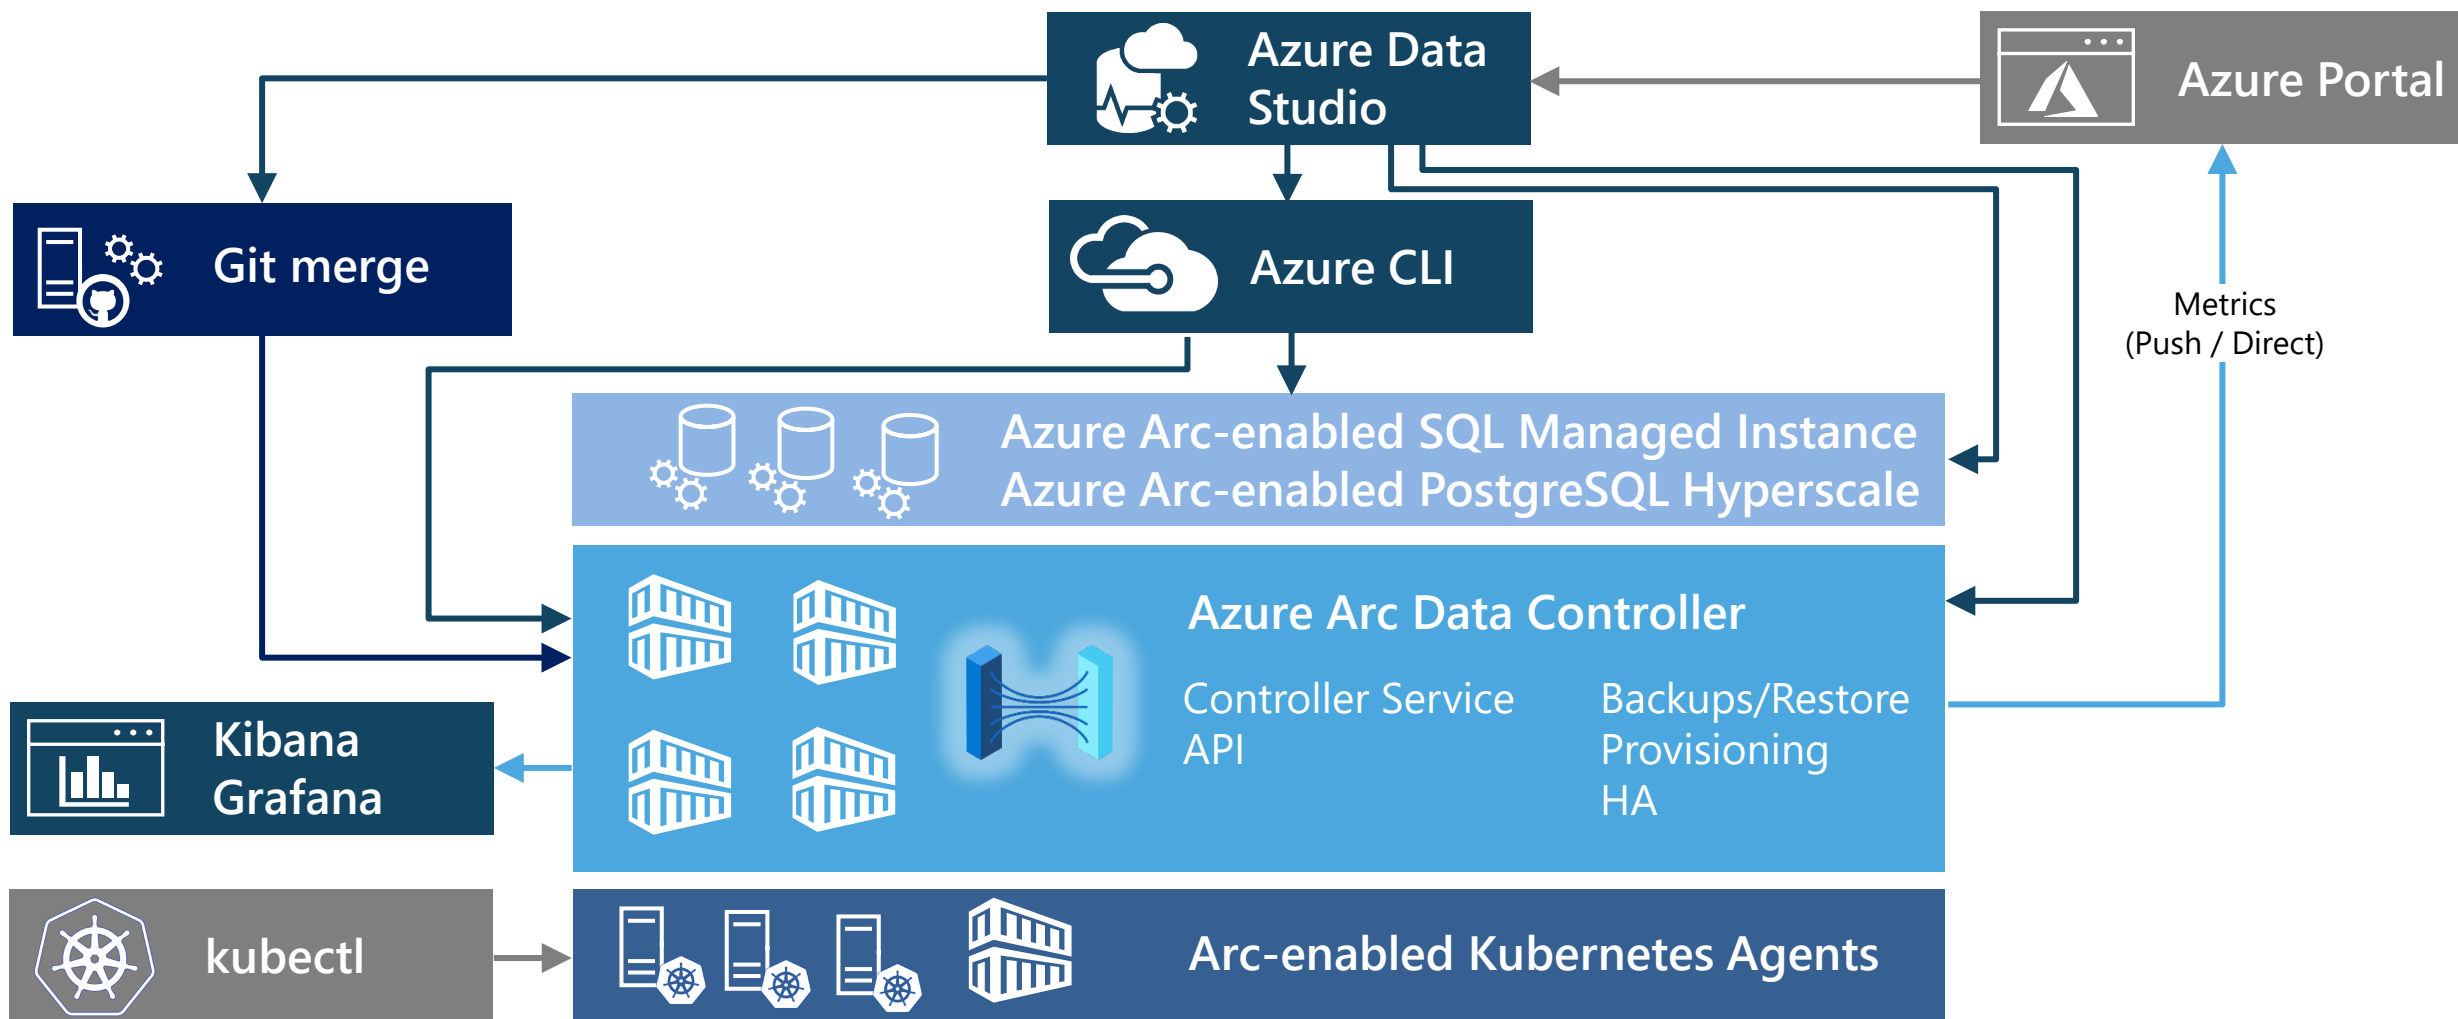 Azure Data
Studio
Azure Portal
Git merge
Azure CLI
Metrics
(Push / Direct)
Azure Arc-enabled SQL Managed Instance
Azure Arc-enabled PostgreSQL Hyperscale
Azure Arc Data Controller
Controller Service
API
Backups/Restore
Provisioning
HA
Kibana
Grafana
kubectl
Arc-enabled Kubernetes Agents